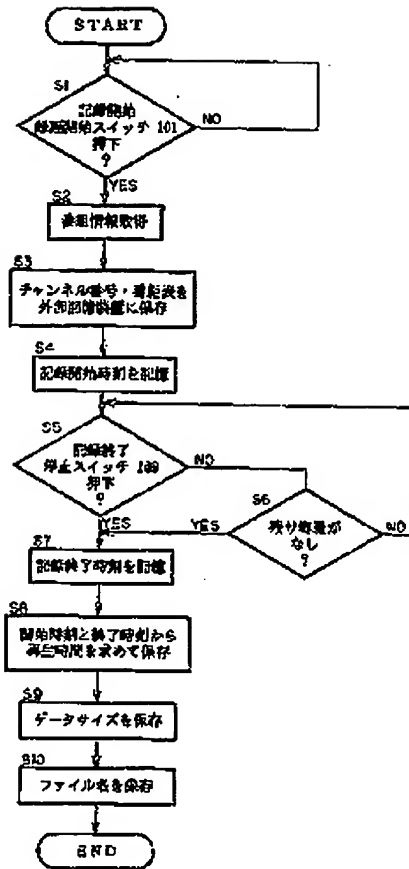 START
S1
記録開始
録画開始スイッチ 101
押下
?
NO
YES
S2
番組情報取得
S3
チャンネル番号・番組表を
外部記憶装置に保存
S4
記録開始時刻を記憶
S5
記録終了
停止スイッチ
押下
?
NO
YES
S6
残り容量が
なし
?
YES
NO
S7
記録終了時刻を記憶
S8
開始時刻と終了時刻から
再生時間を求めて保存
S9
データサイズを保存
S10
ファイル名を保存
END